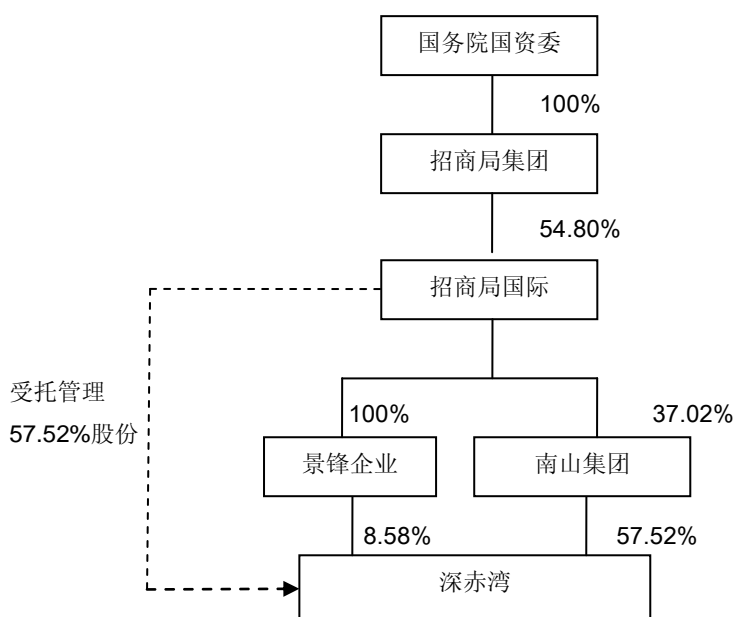 国务院国资委
100%
招商局集团
54.80%
招商局国际
受托管理
57.52%股份
100%
37.02%
景锋企业
南山集团
8.58%
57.52%
深赤湾